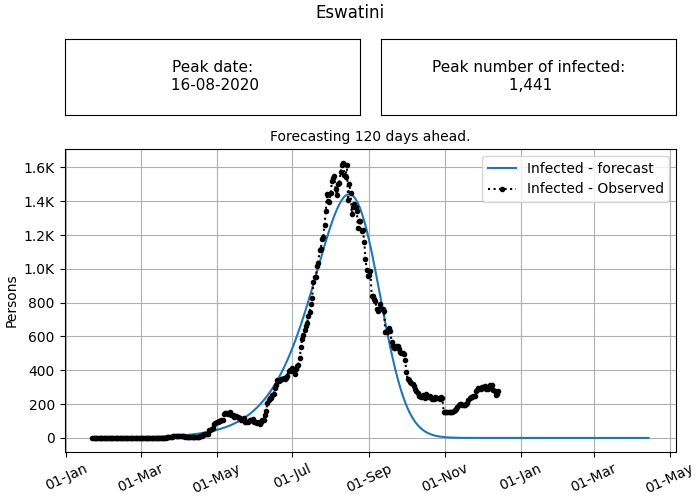 Eswatini
Peak date:
16-08-2020
Peak number of infected:
1,441
Forecasting 120 days ahead.
Infected - forecast
Infected - Observed
Persons
1.6K
1.4K
1.2K
1.0K
800
600
400
200
0
01-Jan
01-Mar
01-May
01-Jul
01-Sep
01-Nov
01-Jan
01-Mar
01-May